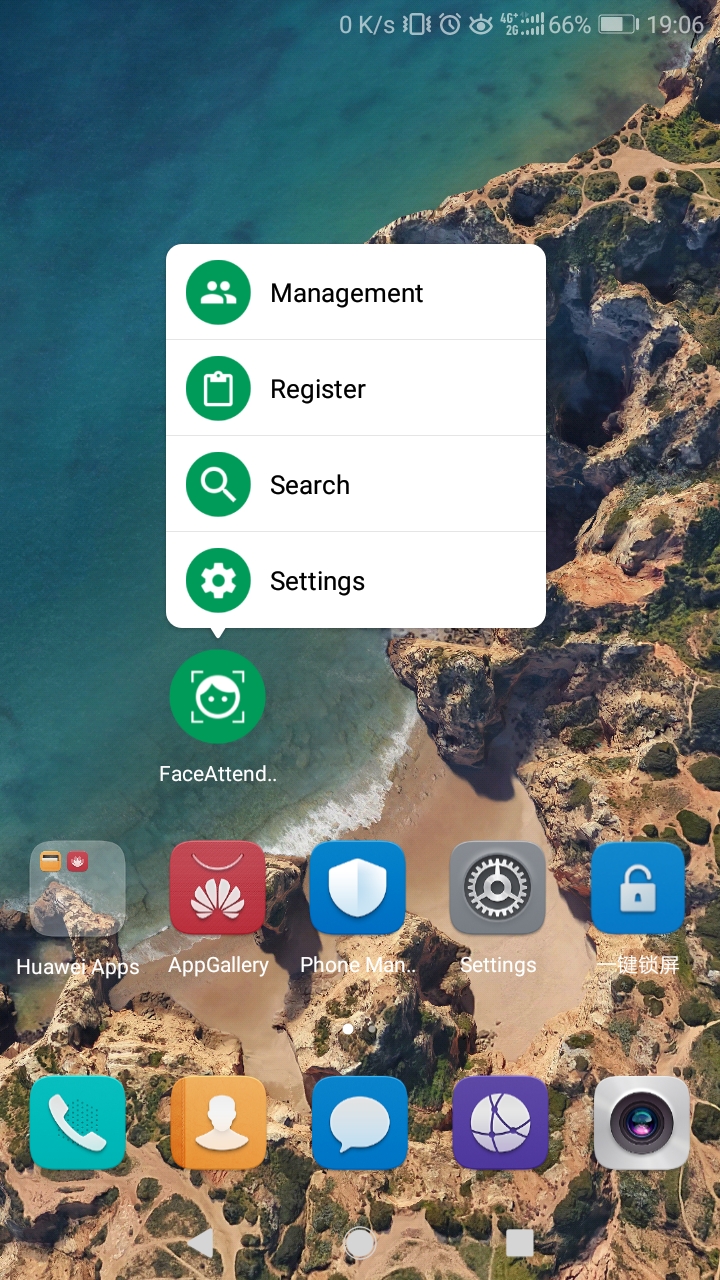 0 K/s 4G+ 2G 66% 19:06
Management
Register
Search
Settings
FaceAttend..
Huawei Apps AppGallery Phone Man.. Settings 一键锁屏